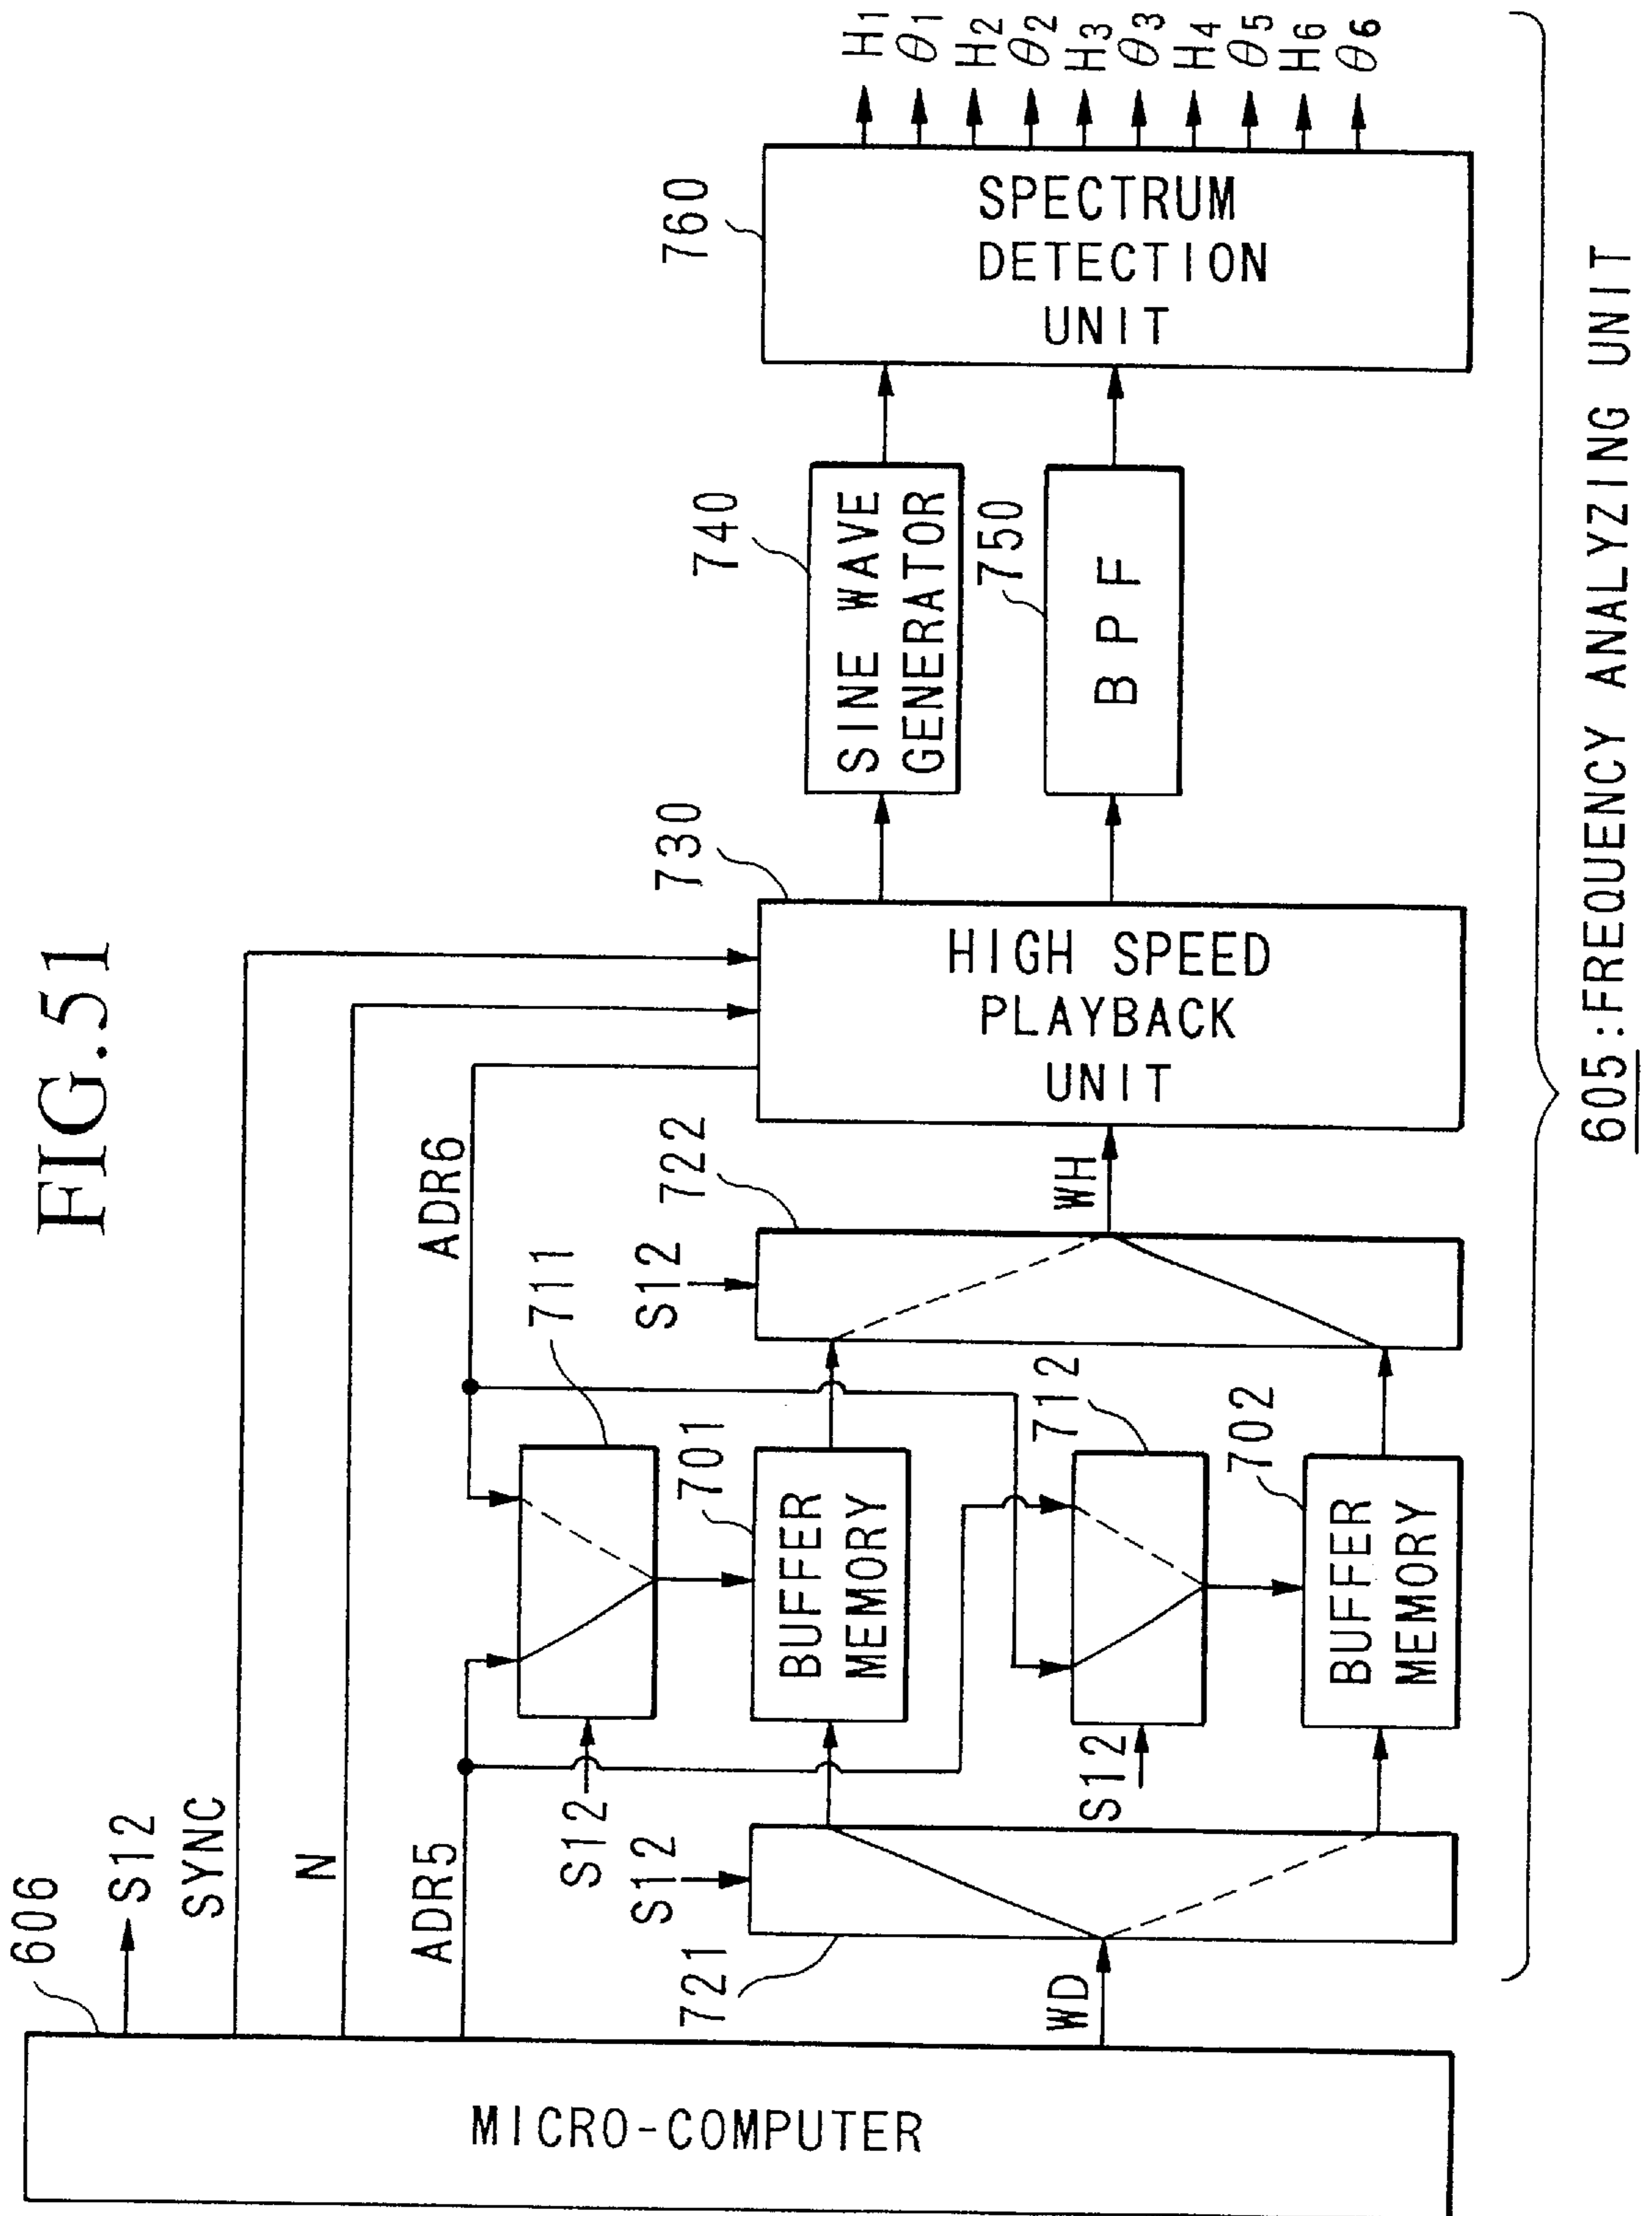 FIG.51
606
MICRO-COMPUTER
S12
SYNC
N
ADR5
WD
721
S12
S12
ADR6
711
701
BUFFER
MEMORY
S12
712
702
BUFFER
MEMORY
S12
722
WH
730
HIGH SPEED
PLAYBACK
UNIT
740
SINE WAVE
GENERATOR
750
BPF
760
SPECTRUM
DETECTION
UNIT
H1
θ1
H2
θ2
H3
θ3
H4
θ5
H6
θ6
605::FREQUENCY ANALYZING UNIT